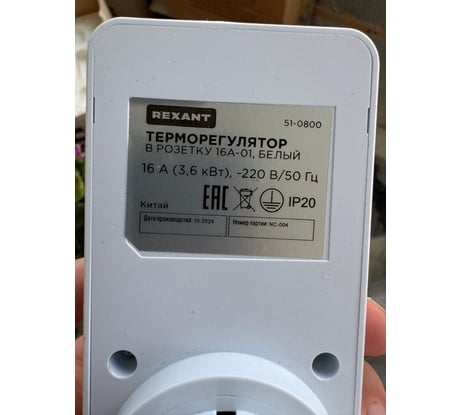 REXANT 51-0800
ТЕРМОРЕГУЛЯТОР
В РОЗЕТКУ 16А-01, БЕЛЫЙ
16 А (3,6 кВт), ~220 В/50 Гц
EAC IP20
Китай
Дата производства: 10.2024 Номер партии: NC-004